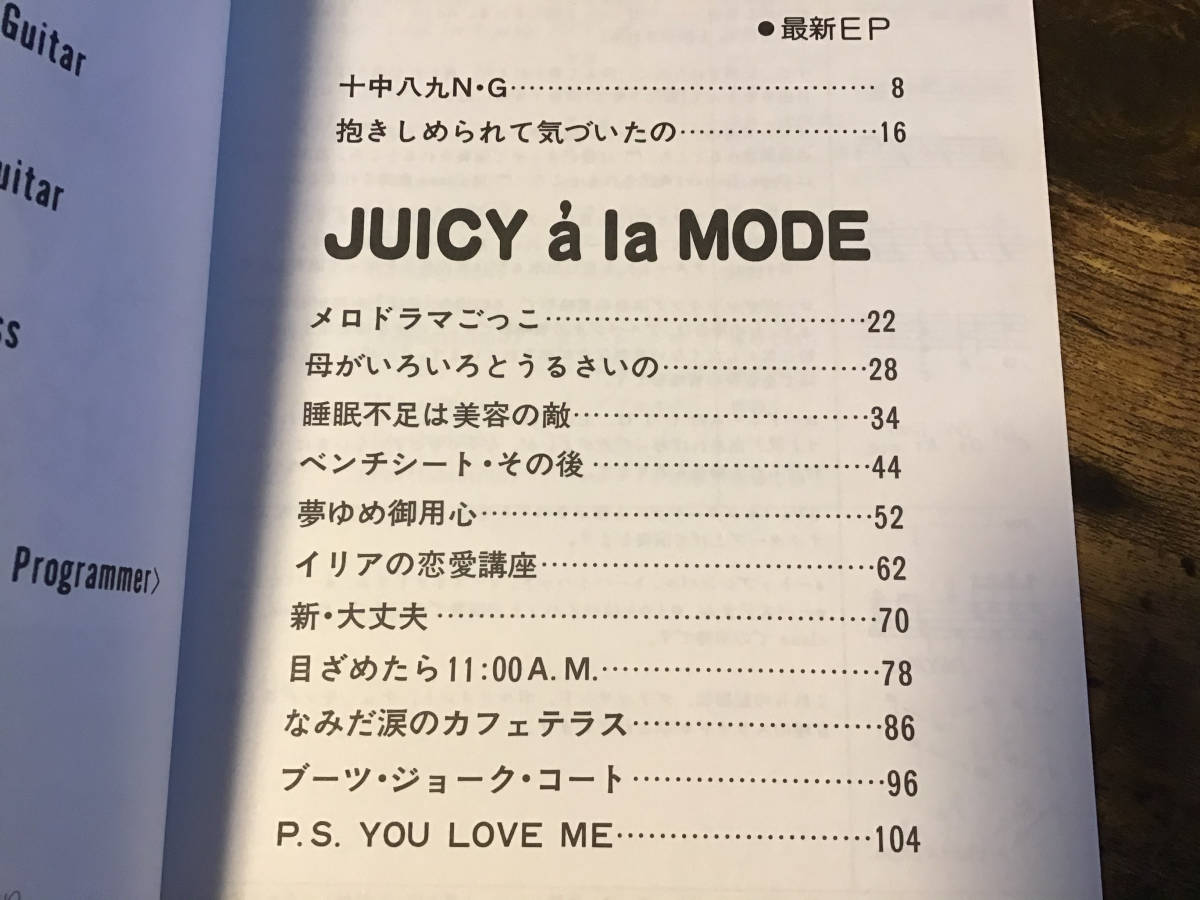 Guitar
uitar
ss
Programmer〉
●最新EP
十中八九N・G…………………………………8
抱きしめられて気づいたの…………………16
JUICY à la MODE
メロドラマごっこ……………………………22
母がいろいろとうるさいの…………………28
睡眠不足は美容の敵…………………………34
ベンチシート・その後………………………44
夢ゆめ御用心…………………………………52
イリアの恋愛講座……………………………62
新・大丈夫……………………………………70
目ざめたら11:00A.M.………………………78
なみだ涙のカフェテラス……………………86
ブーツ・ジョーク・コート…………………96
P.S. YOU LOVE ME……………………104